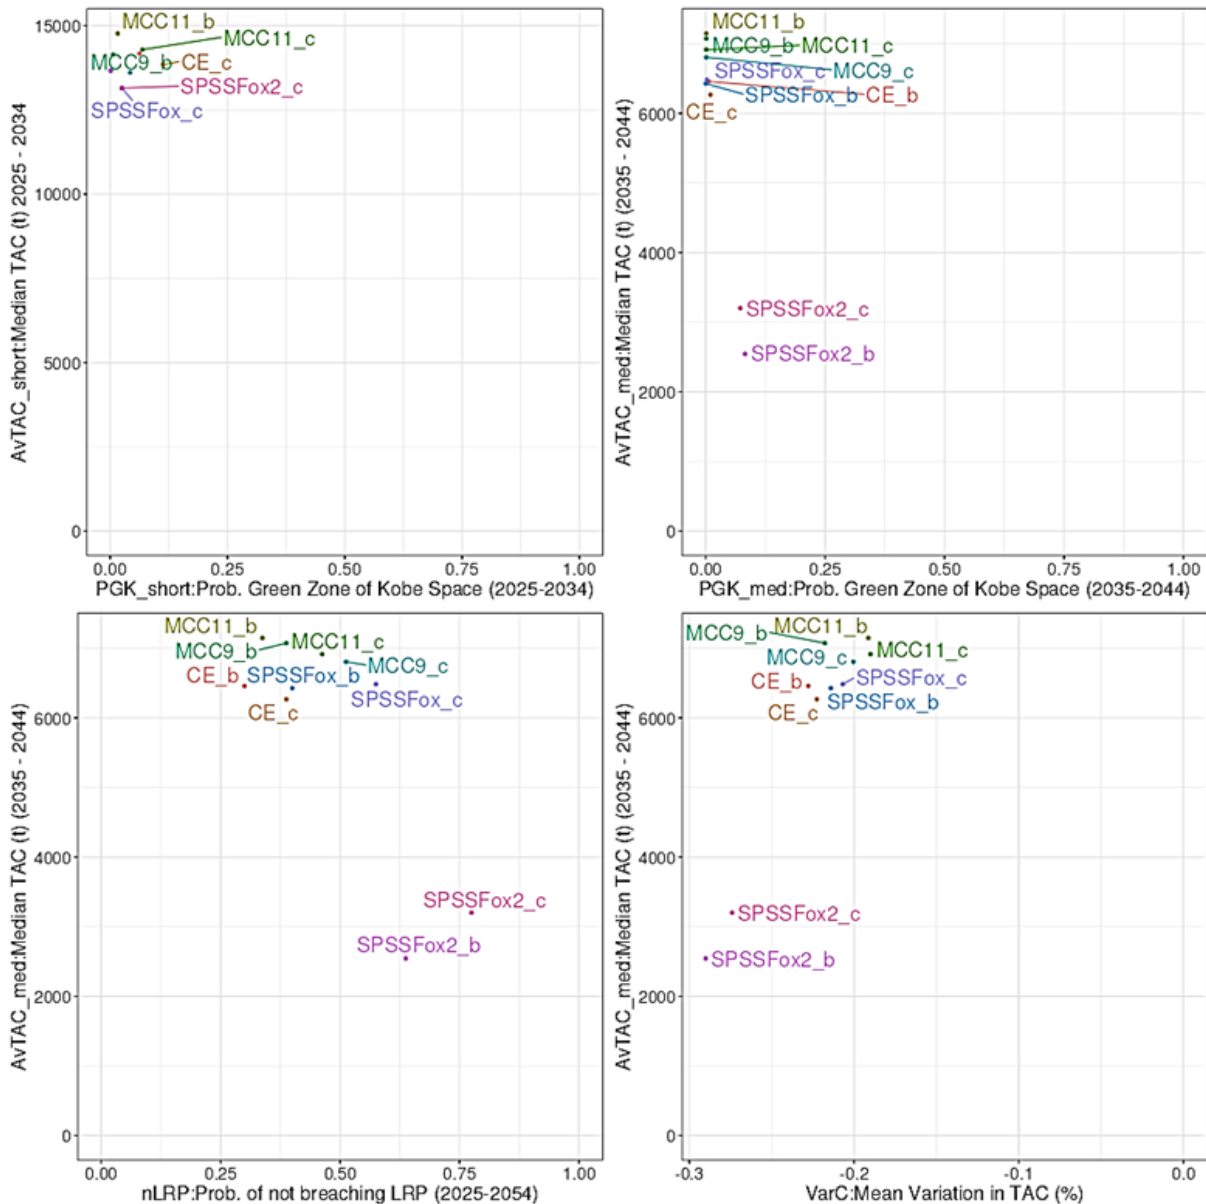 AvTAC_short:Median TAC (t) 2025 - 2034
15000
10000
5000
0
MCC11_b
MCC11_c
MCC9_b
CE_c
SPSSFox2_c
SPSSFox_c
0.00 0.25 0.50 0.75 1.00
PGK_short:Prob. Green Zone of Kobe Space (2025-2034)
AvTAC_med:Median TAC (t) (2035 - 2044)
6000
4000
2000
0
MCC11_b
MCC9_b
MCC11_c
SPSSFox_c
MCC9_c
SPSSFox_b
CE_b
CE_c
SPSSFox2_c
SPSSFox2_b
0.00 0.25 0.50 0.75 1.00
PGK_med:Prob. Green Zone of Kobe Space (2035-2044)
AvTAC_med:Median TAC (t) (2035 - 2044)
6000
4000
2000
0
MCC11_b
MCC9_b
MCC11_c
MCC9_c
CE_b
SPSSFox_b
SPSSFox_c
CE_c
SPSSFox2_c
SPSSFox2_b
0.00 0.25 0.50 0.75 1.00
nLRP:Prob. of not breaching LRP (2025-2054)
AvTAC_med:Median TAC (t) (2035 - 2044)
6000
4000
2000
0
MCC9_b
MCC11_b
MCC11_c
MCC9_c
CE_b
SPSSFox_c
SPSSFox_b
CE_c
SPSSFox2_c
SPSSFox2_b
-0.3 -0.2 -0.1 0.0
VarC:Mean Variation in TAC (%)